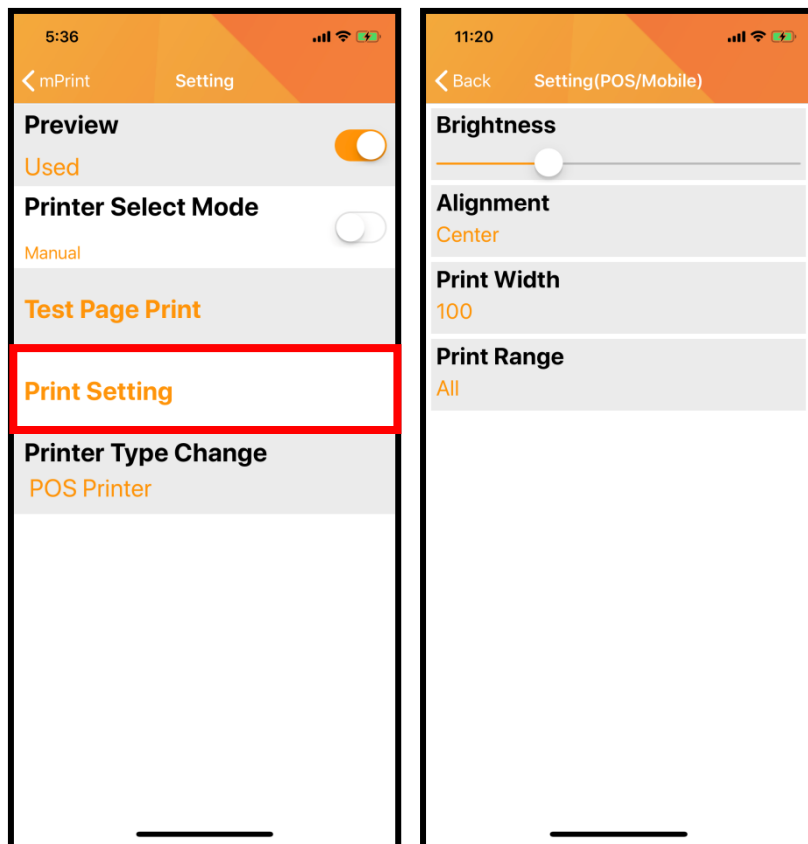 5:36
mPrint
Setting
Preview
Used
Printer Select Mode
Manual
Test Page Print
Print Setting
Printer Type Change
POS Printer
11:20
Back
Setting(POS/Mobile)
Brightness
Alignment
Center
Print Width
100
Print Range
All